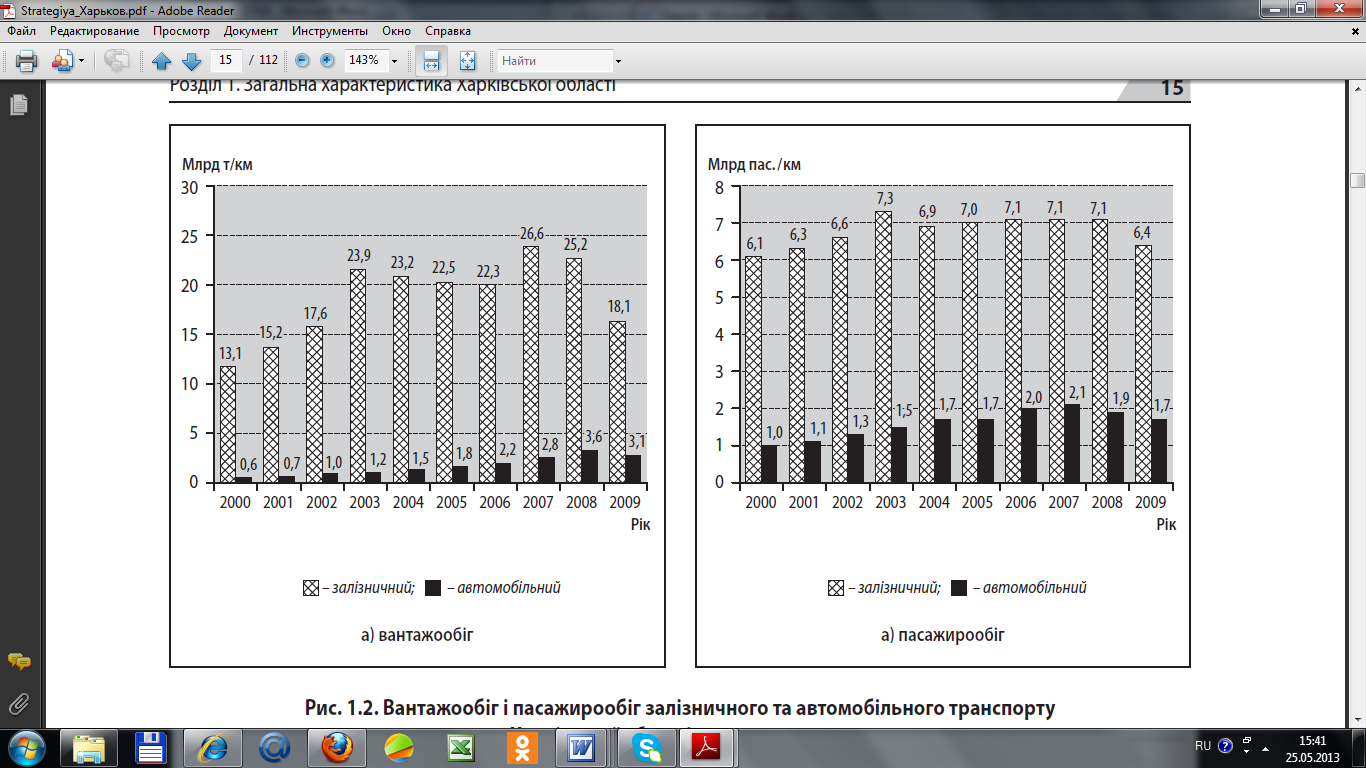 Strategiya_Харьков.pdf - Adobe Reader
Файл Редактирование Просмотр Документ Инструменты Окно Справка
15 / 112 143% Найти
Розділ 1. Загальна характеристика Харківської області 15
Млрд т/км
30
25
20
15
10
5
0
13,1 15,2 17,6 23,9 23,2 22,5 22,3 26,6 25,2 18,1
0,6 0,7 1,0 1,2 1,5 1,8 2,2 2,8 3,6 3,1
2000 2001 2002 2003 2004 2005 2006 2007 2008 2009
Рік
– залізничний; – автомобільний
а) вантажообіг
Млрд пас./км
8
7
6
5
4
3
2
1
0
6,1 6,3 6,6 7,3 6,9 7,0 7,1 7,1 7,1 6,4
1,0 1,1 1,3 1,5 1,7 1,7 2,0 2,1 1,9 1,7
2000 2001 2002 2003 2004 2005 2006 2007 2008 2009
Рік
– залізничний; – автомобільний
а) пасажирообіг
Рис. 1.2. Вантажообіг і пасажирообіг залізничного та автомобільного транспорту
RU 15:41
25.05.2013